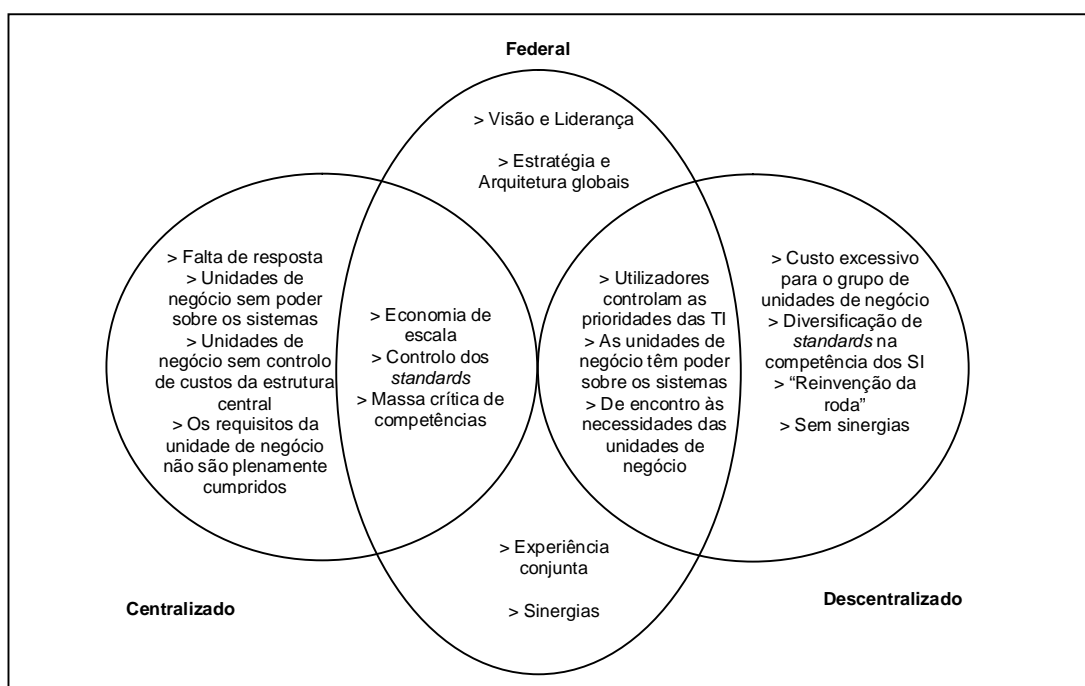 Federal
> Visão e Liderança
> Estratégia e
Arquitetura globais
> Falta de resposta
> Unidades de
negócio sem poder
sobre os sistemas
> Unidades de
negócio sem controlo
de custos da estrutura
central
> Os requisitos da
unidade de negócio
não são plenamente
cumpridos
> Economia de
escala
> Controlo dos
standards
> Massa crítica de
competências
> Utilizadores
controlam as
prioridades das TI
> As unidades de
negócio têm poder
sobre os sistemas
> De encontro às
necessidades das
unidades de
negócio
> Custo excessivo
para o grupo de
unidades de negócio
> Diversificação de
standards na
competência dos SI
> “Reinvenção da
roda”
> Sem sinergias
> Experiência
conjunta
> Sinergias
Centralizado
Descentralizado